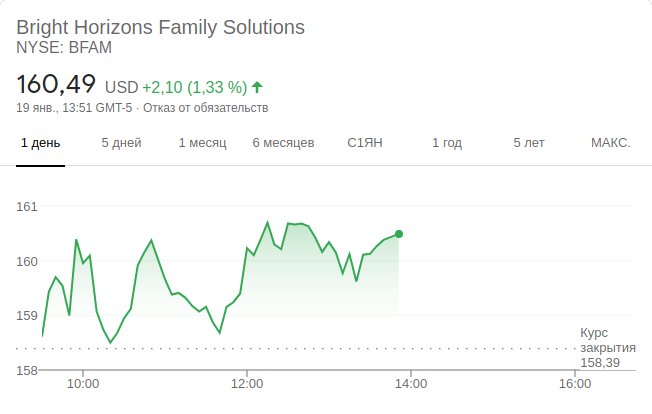 Bright Horizons Family Solutions
NYSE: BFAM
160,49 USD +2,10 (1,33 %)
19 янв., 13:51 GMT-5 · Отказ от обязательств
1 день 5 дней 1 месяц 6 месяцев С1ЯН 1 год 5 лет МАКС.
161
160
159
158
Курс
закрытия
158,39
10:00 12:00 14:00 16:00